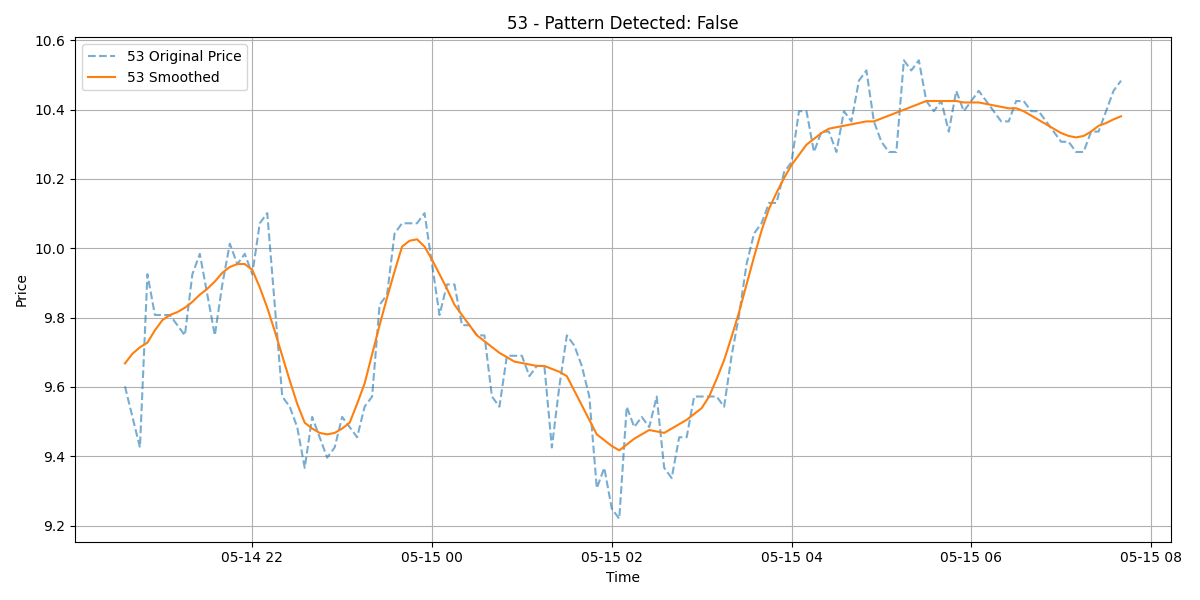 53 - Pattern Detected: False
53 Original Price
53 Smoothed
Price
10.6
10.4
10.2
10.0
9.8
9.6
9.4
9.2
05-14 22
05-15 00
05-15 02
05-15 04
05-15 06
05-15 08
Time